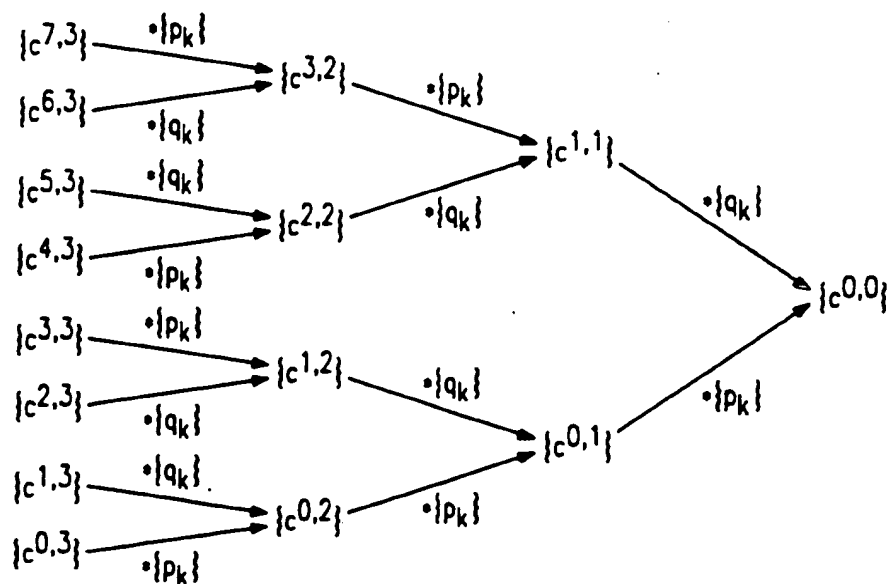 {c^7,3}
*{p_k}
{c^6,3}
*{q_k}
{c^3,2}
*{p_k}
{c^5,3}
*{q_k}
{c^4,3}
*{p_k}
{c^2,2}
*{q_k}
{c^1,1}
*{q_k}
{c^3,3}
*{p_k}
{c^2,3}
*{q_k}
{c^1,2}
*{q_k}
{c^1,3}
*{q_k}
{c^0,3}
*{p_k}
{c^0,2}
*{p_k}
{c^0,1}
*{p_k}
{c^0,0}